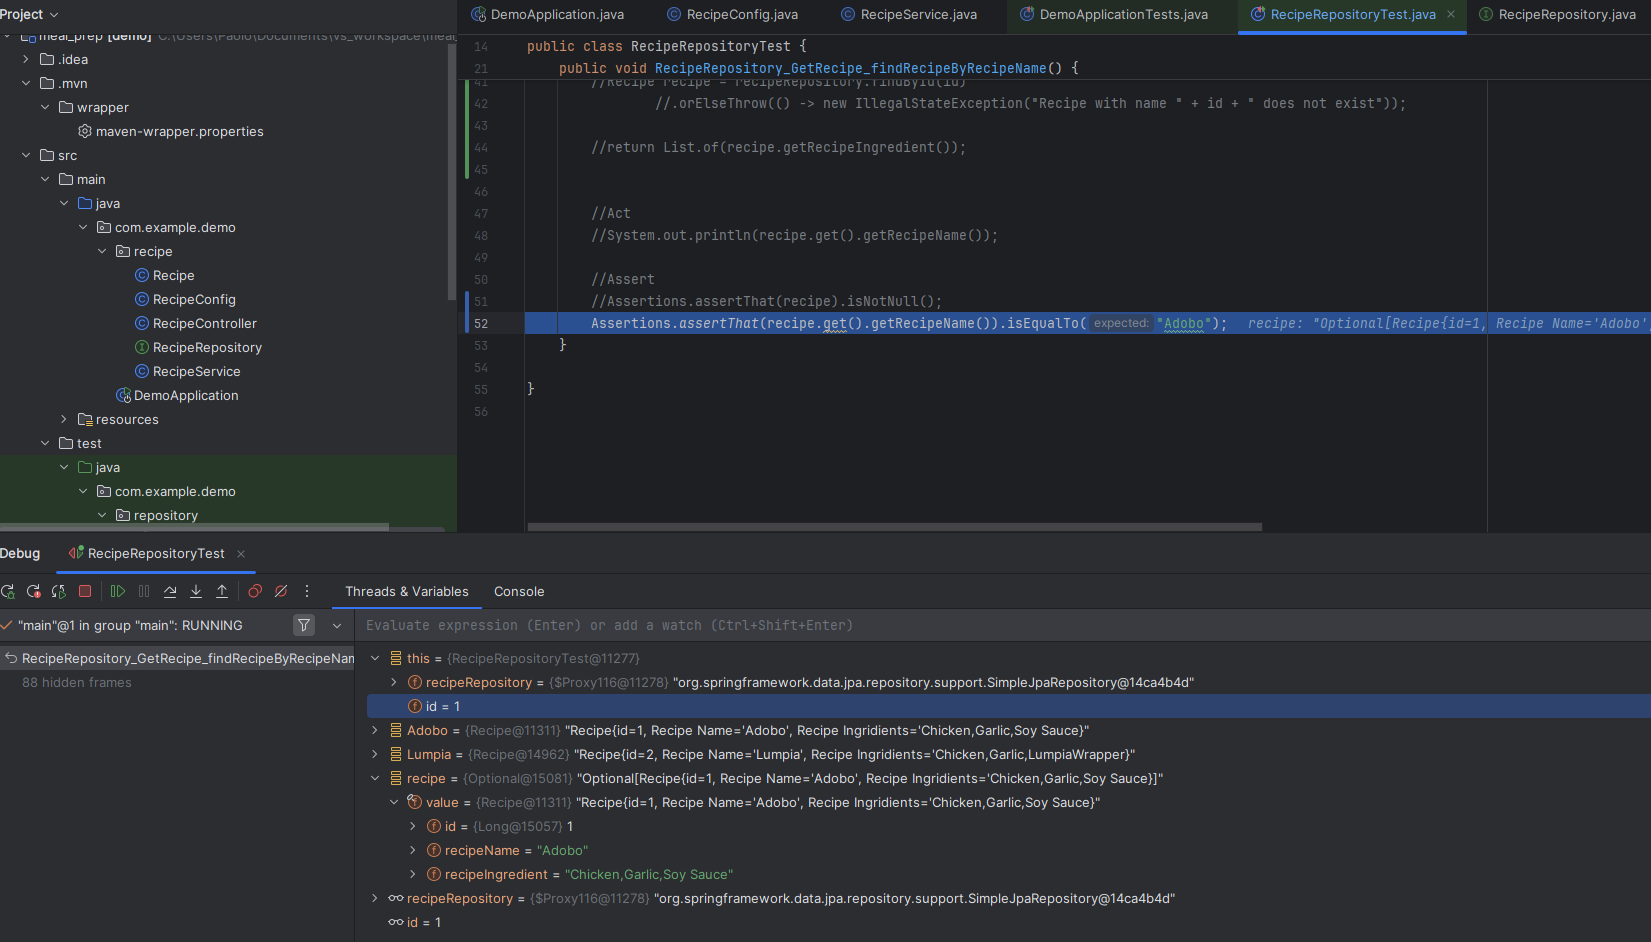 Project
DemoApplication.java
RecipeConfig.java
RecipeService.java
DemoApplicationTests.java
RecipeRepositoryTest.java
RecipeRepository.java
meal_prep [demo] C:\Users\Paolo\Documents\vs_workspace\meal_
.idea
.mvn
wrapper
maven-wrapper.properties
src
main
java
com.example.demo
recipe
Recipe
RecipeConfig
RecipeController
RecipeRepository
RecipeService
DemoApplication
resources
test
java
com.example.demo
repository
14 public class RecipeRepositoryTest {
21 public void RecipeRepository_GetRecipe_findRecipeByRecipeName() {
41 //Recipe recipe = recipeRepository.findById(id)
42 //.orElseThrow(() -> new IllegalStateException("Recipe with name " + id + " does not exist"));
43
44 //return List.of(recipe.getRecipeIngredient());
45
46
47 //Act
48 //System.out.println(recipe.get().getRecipeName());
49
50 //Assert
51 //Assertions.assertThat(recipe).isNotNull();
52 Assertions.assertThat(recipe.get().getRecipeName()).isEqualTo( expected: "Adobo"); recipe: "Optional[Recipe{id=1, Recipe Name='Adobo',
53 }
54
55 }
56
Debug
RecipeRepositoryTest
Threads & Variables
Console
"main"@1 in group "main": RUNNING
Evaluate expression (Enter) or add a watch (Ctrl+Shift+Enter)
RecipeRepository_GetRecipe_findRecipeByRecipeNam
88 hidden frames
this = {RecipeRepositoryTest@11277}
recipeRepository = {$Proxy116@11278} "org.springframework.data.jpa.repository.support.SimpleJpaRepository@14ca4b4d"
id = 1
Adobo = {Recipe@11311} "Recipe{id=1, Recipe Name='Adobo', Recipe Ingridients='Chicken,Garlic,Soy Sauce}"
Lumpia = {Recipe@14962} "Recipe{id=2, Recipe Name='Lumpia', Recipe Ingridients='Chicken,Garlic,LumpiaWrapper}"
recipe = {Optional@15081} "Optional[Recipe{id=1, Recipe Name='Adobo', Recipe Ingridients='Chicken,Garlic,Soy Sauce}]"
value = {Recipe@11311} "Recipe{id=1, Recipe Name='Adobo', Recipe Ingridients='Chicken,Garlic,Soy Sauce}"
id = {Long@15057} 1
recipeName = "Adobo"
recipeIngredient = "Chicken,Garlic,Soy Sauce"
recipeRepository = {$Proxy116@11278} "org.springframework.data.jpa.repository.support.SimpleJpaRepository@14ca4b4d"
id = 1